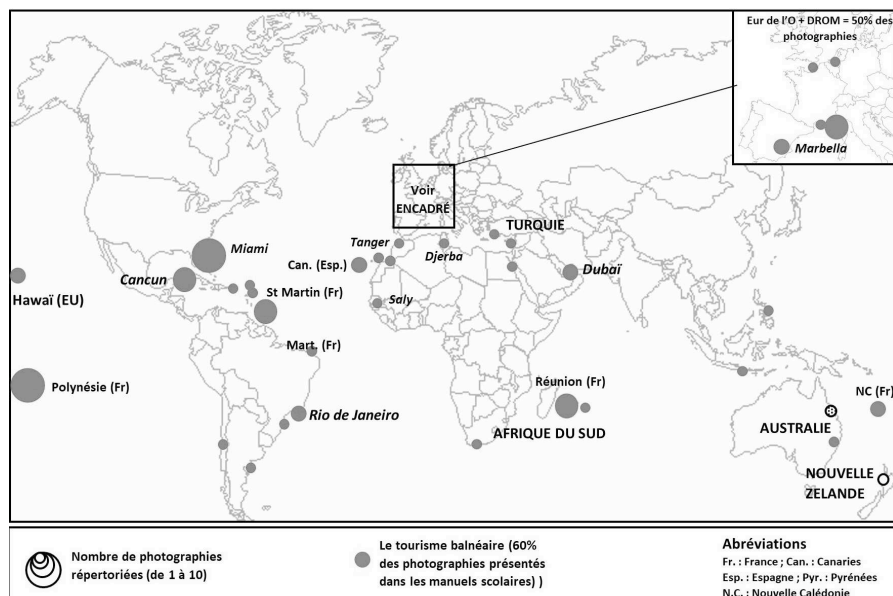 Eur de l'O + DROM = 50% des
photographies
Marbella
Voir
ENCADRÉ
TURQUIE
Tanger
Djerba
Miami
Can. (Esp.)
Dubaï
Cancun
Hawaï (EU)
St Martin (Fr)
Saly
Mart. (Fr)
Polynésie (Fr)
Réunion (Fr)
NC (Fr)
Rio de Janeiro
AFRIQUE DU SUD
AUSTRALIE
NOUVELLE
ZELANDE
Nombre de photographies
répertoriées (de 1 à 10)
Le tourisme balnéaire (60%
des photographies présentés
dans les manuels scolaires) )
Abréviations
Fr. : France ; Can. : Canaries
Esp. : Espagne ; Pyr. : Pyrénées
N.C. : Nouvelle Calédonie